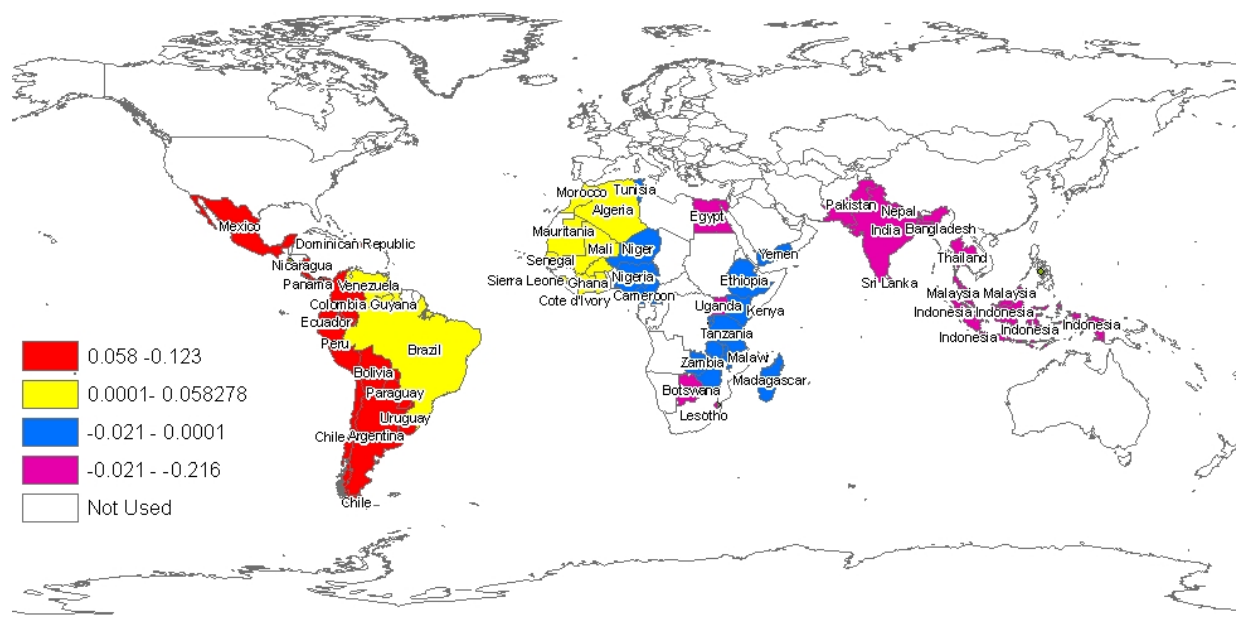 Morocco
Tunisia
Algeria
Pakistan
Mexico
Egypt
Nepal
Mauritania
India
Bangladesh
Dominican Republic
Mali
Niger
Yemen
Thailand
Senegal
Nicaragua
Nigeria
Ethiopia
Panama
Venezuela
Sierra Leone
Ghana
Sri Lanka
Cote d'Ivory
Cameroon
Malaysia
Malaysia
Colombia
Guyana
Uganda
Kenya
Indonesia
Indonesia
Ecuador
Tanzania
Indonesia
Indonesia
Indonesia
Peru
Brazil
Zambia
Malawi
Bolivia
Madagascar
Paraguay
Botswana
Uruguay
Lesotho
Chile
Argentina
Chile
0.058 -0.123
0.0001- 0.058278
-0.021 - 0.0001
-0.021 - -0.216
Not Used